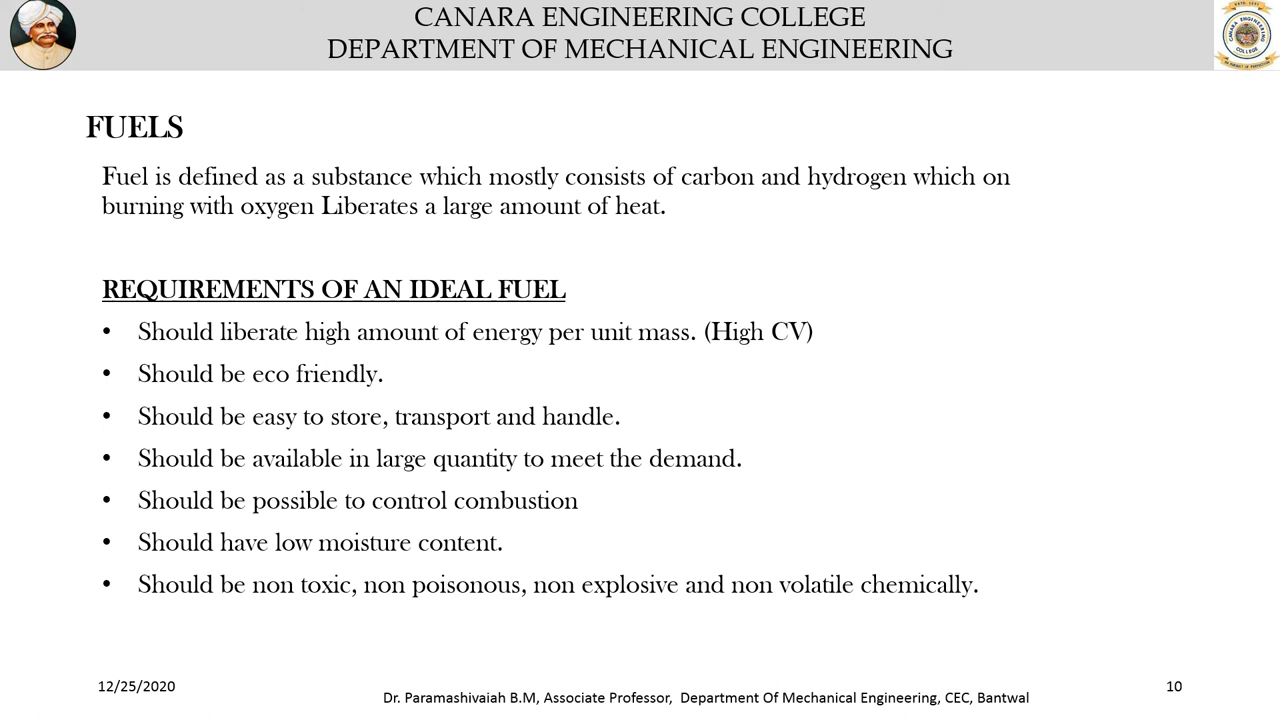 CANARA ENGINEERING COLLEGE
DEPARTMENT OF MECHANICAL ENGINEERING
CANARA ENGINEERING COLLEGE
FUELS
Fuel is defined as a substance which mostly consists of carbon and hydrogen which on
burning with oxygen Liberates a large amount of heat.
REQUIREMENTS OF AN IDEAL FUEL
• Should liberate high amount of energy per unit mass. (High CV)
• Should be eco friendly.
• Should be easy to store, transport and handle.
• Should be available in large quantity to meet the demand.
• Should be possible to control combustion
• Should have low moisture content.
• Should be non toxic, non poisonous, non explosive and non volatile chemically.
12/25/2020
Dr. Paramashivaiah B.M, Associate Professor, Department Of Mechanical Engineering, CEC, Bantwal
10